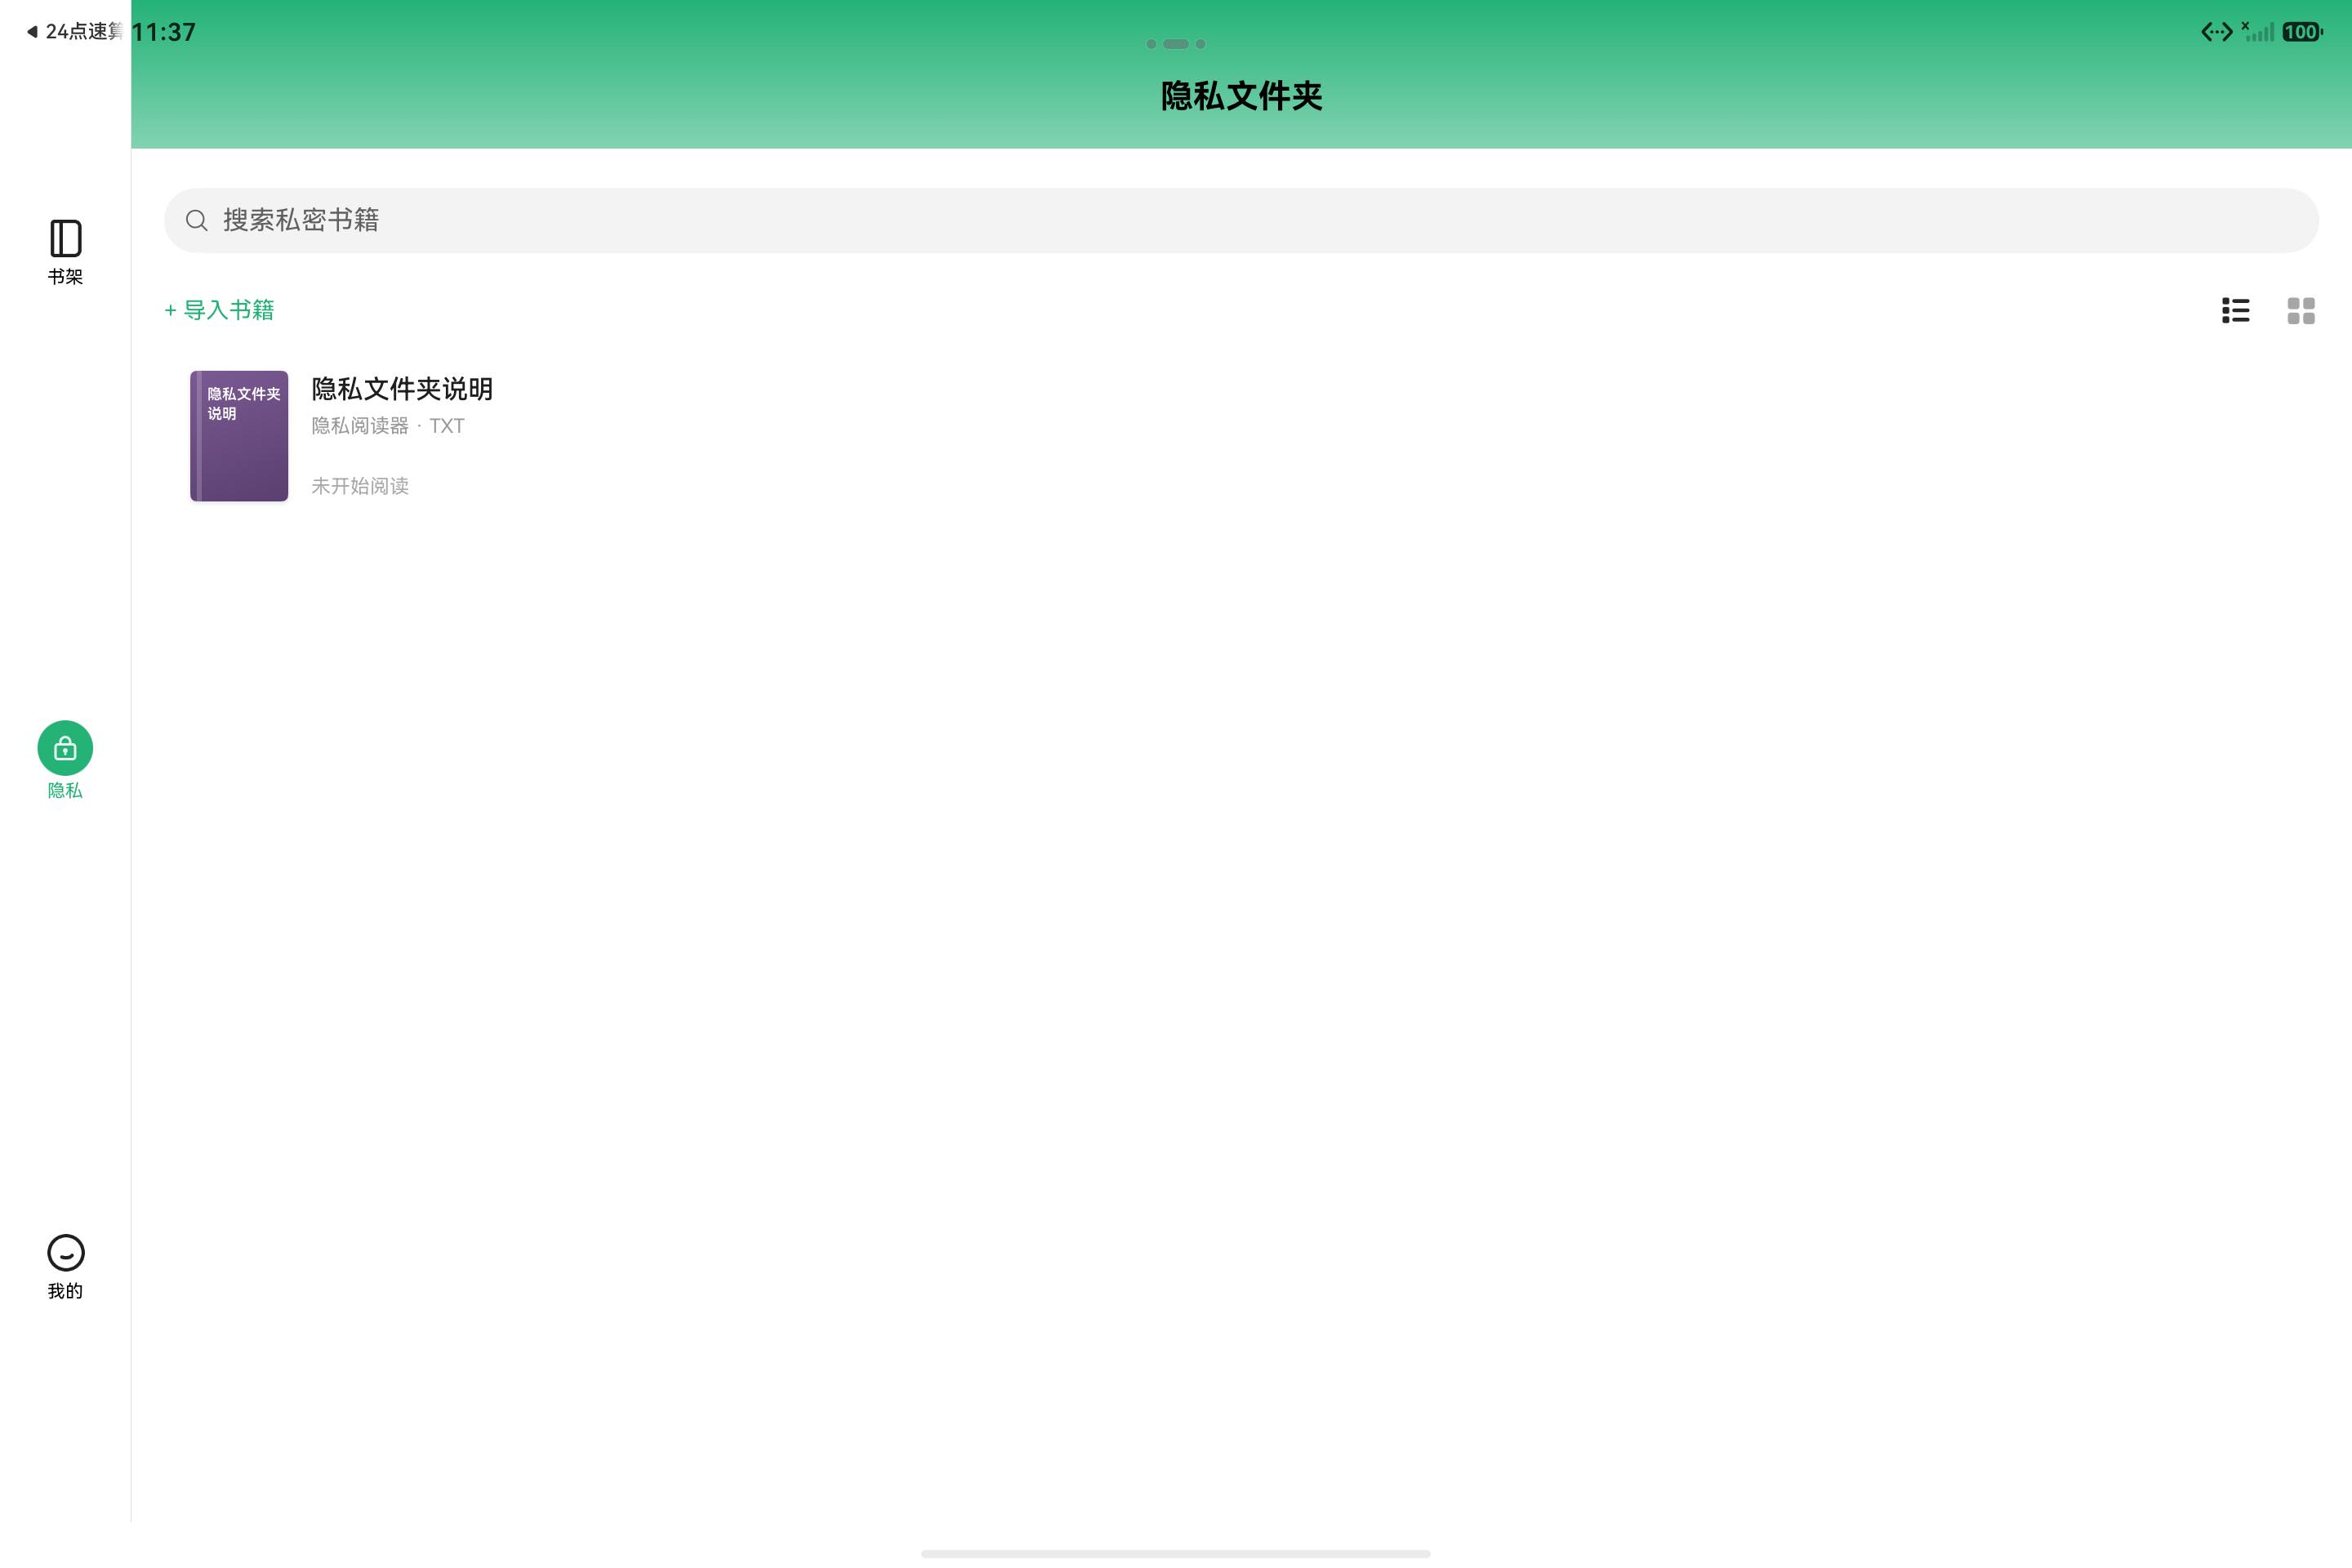 24点速算
11:37
100
隐私文件夹
搜索私密书籍
+ 导入书籍
书架
隐私文件夹
说明
隐私文件夹说明
隐私阅读器 · TXT
未开始阅读
隐私
我的